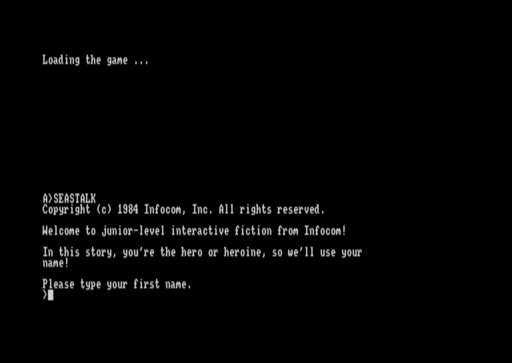 Loading the game ...
A>SEASTALK
Copyright (c) 1984 Infocom, Inc. All rights reserved.
Welcome to junior-level interactive fiction from Infocom!
In this story, you're the hero or heroine, so we'll use your
name!
Please type your first name.
>